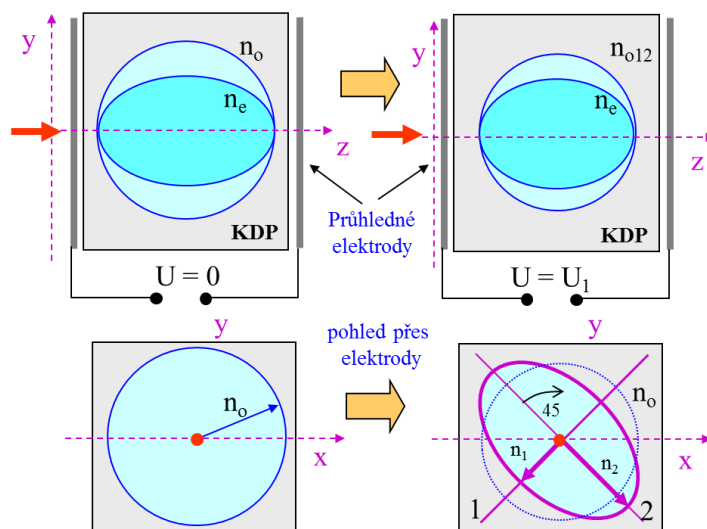 y
n_o
n_e
z
KDP
U = 0
y
n_o12
n_e
z
KDP
U = U_1
Průhledné
elektrody
y
n_o
x
pohled přes
elektrody
y
n_o
45
n_1
n_2
x
1
2